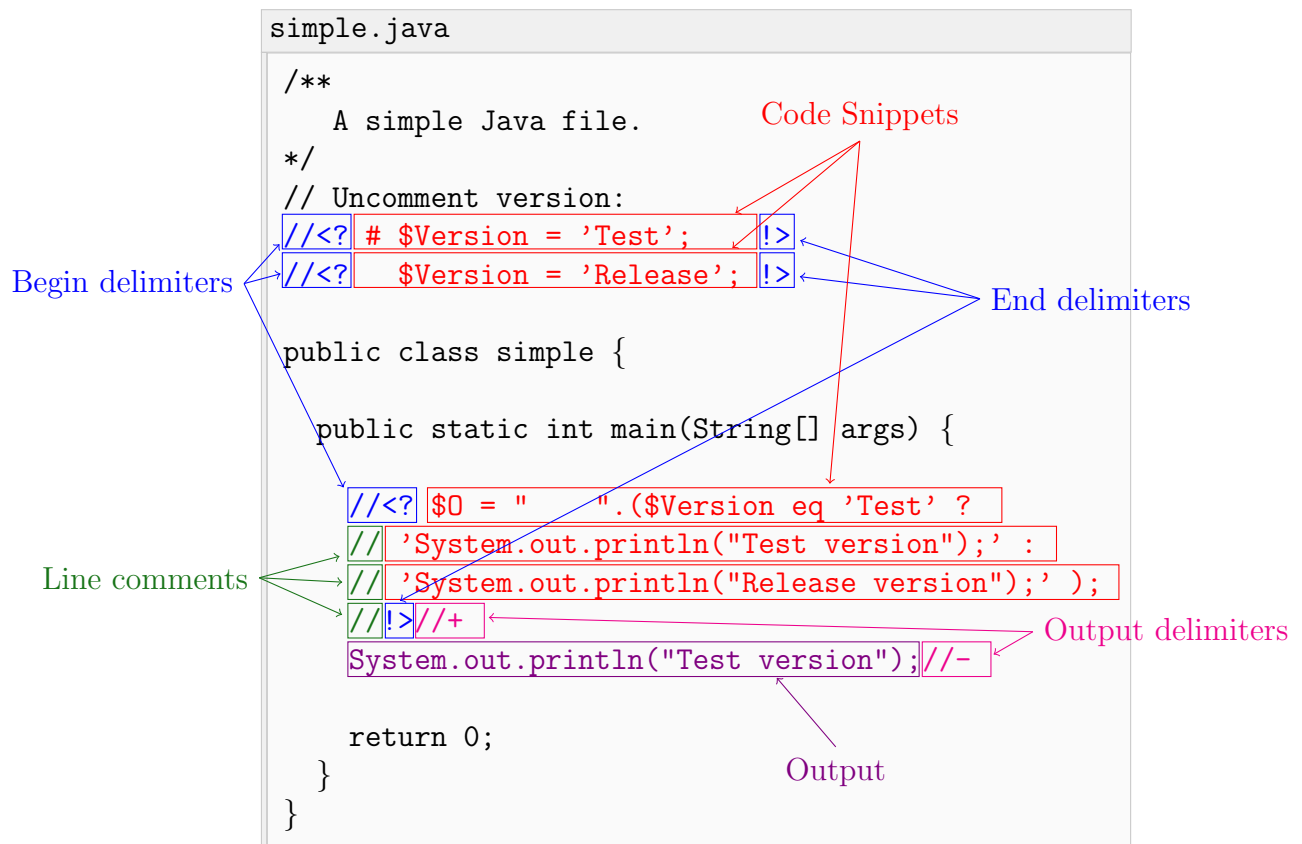 simple.java
/**
   A simple Java file.
*/
Code Snippets
// Uncomment version:
//<? # $Version = 'Test';    !>
//<?   $Version = 'Release'; !>
Begin delimiters
End delimiters
public class simple {
  public static int main(String[] args) {
    //<? $O = "    ".($Version eq 'Test' ?
    // 'System.out.println("Test version");' :
    // 'System.out.println("Release version");' );
Line comments
    //!>//+
Output delimiters
    System.out.println("Test version");//-
    return 0;
Output
  }
}